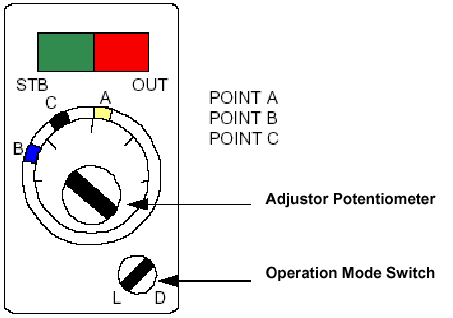 STB OUT
C A
B
POINT A
POINT B
POINT C
Adjustor Potentiometer
Operation Mode Switch
L D